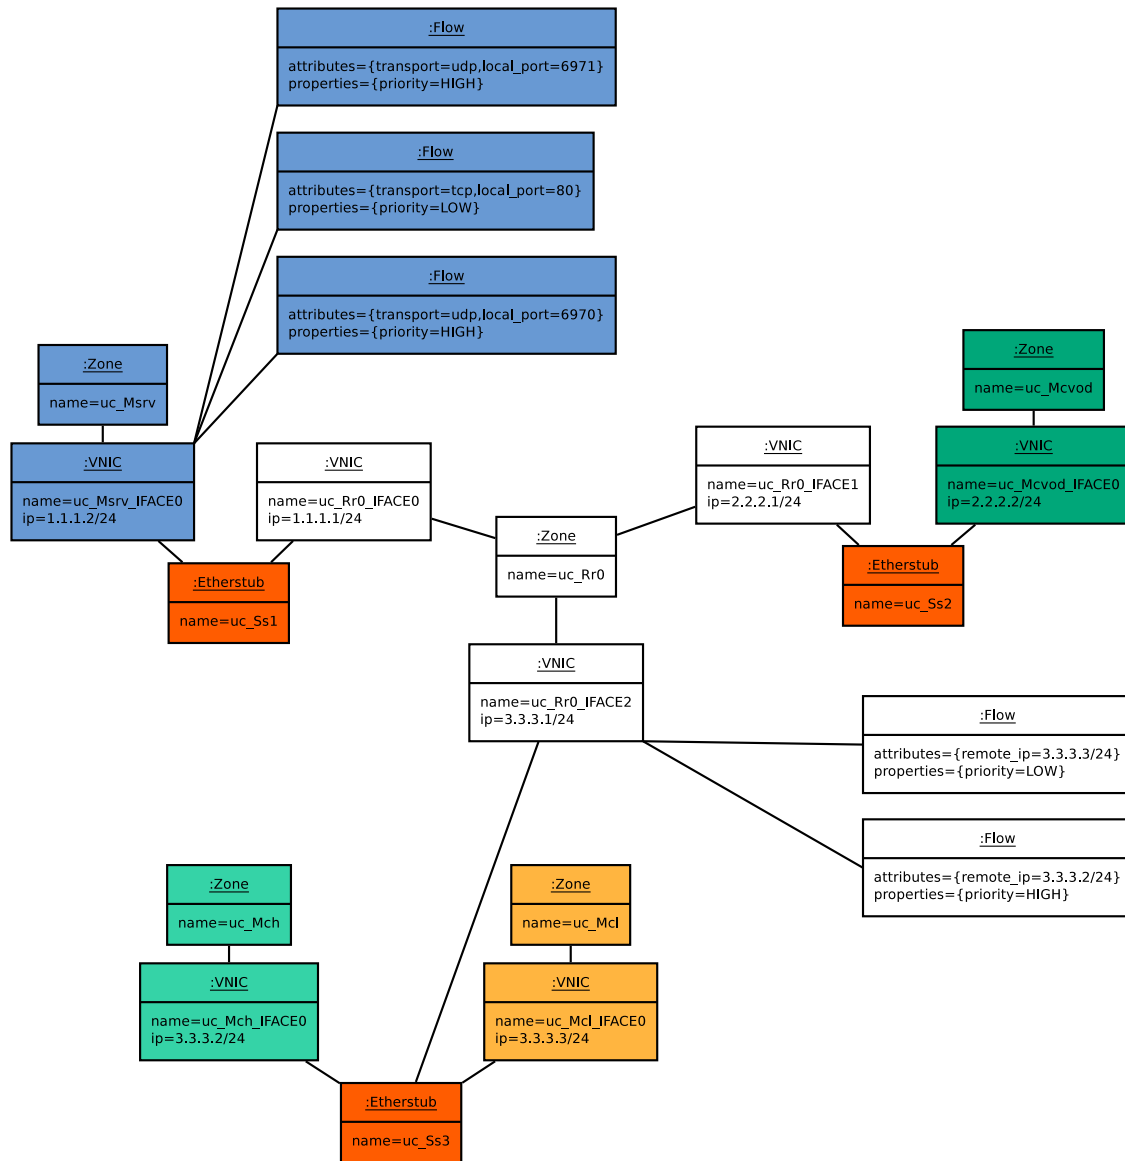 :Flow
attributes={transport=udp,local_port=6971}
properties={priority=HIGH}
:Flow
attributes={transport=tcp,local_port=80}
properties={priority=LOW}
:Flow
attributes={transport=udp,local_port=6970}
properties={priority=HIGH}
:Zone
name=uc_Msrv
:Zone
name=uc_Mcvod
:VNIC
name=uc_Msrv_IFACE0
ip=1.1.1.2/24
:VNIC
name=uc_Rr0_IFACE0
ip=1.1.1.1/24
:VNIC
name=uc_Rr0_IFACE1
ip=2.2.2.1/24
:VNIC
name=uc_Mcvod_IFACE0
ip=2.2.2.2/24
:Zone
name=uc_Rr0
:Etherstub
name=uc_Ss1
:Etherstub
name=uc_Ss2
:VNIC
name=uc_Rr0_IFACE2
ip=3.3.3.1/24
:Flow
attributes={remote_ip=3.3.3.3/24}
properties={priority=LOW}
:Flow
attributes={remote_ip=3.3.3.2/24}
properties={priority=HIGH}
:Zone
name=uc_Mch
:Zone
name=uc_Mcl
:VNIC
name=uc_Mch_IFACE0
ip=3.3.3.2/24
:VNIC
name=uc_Mcl_IFACE0
ip=3.3.3.3/24
:Etherstub
name=uc_Ss3